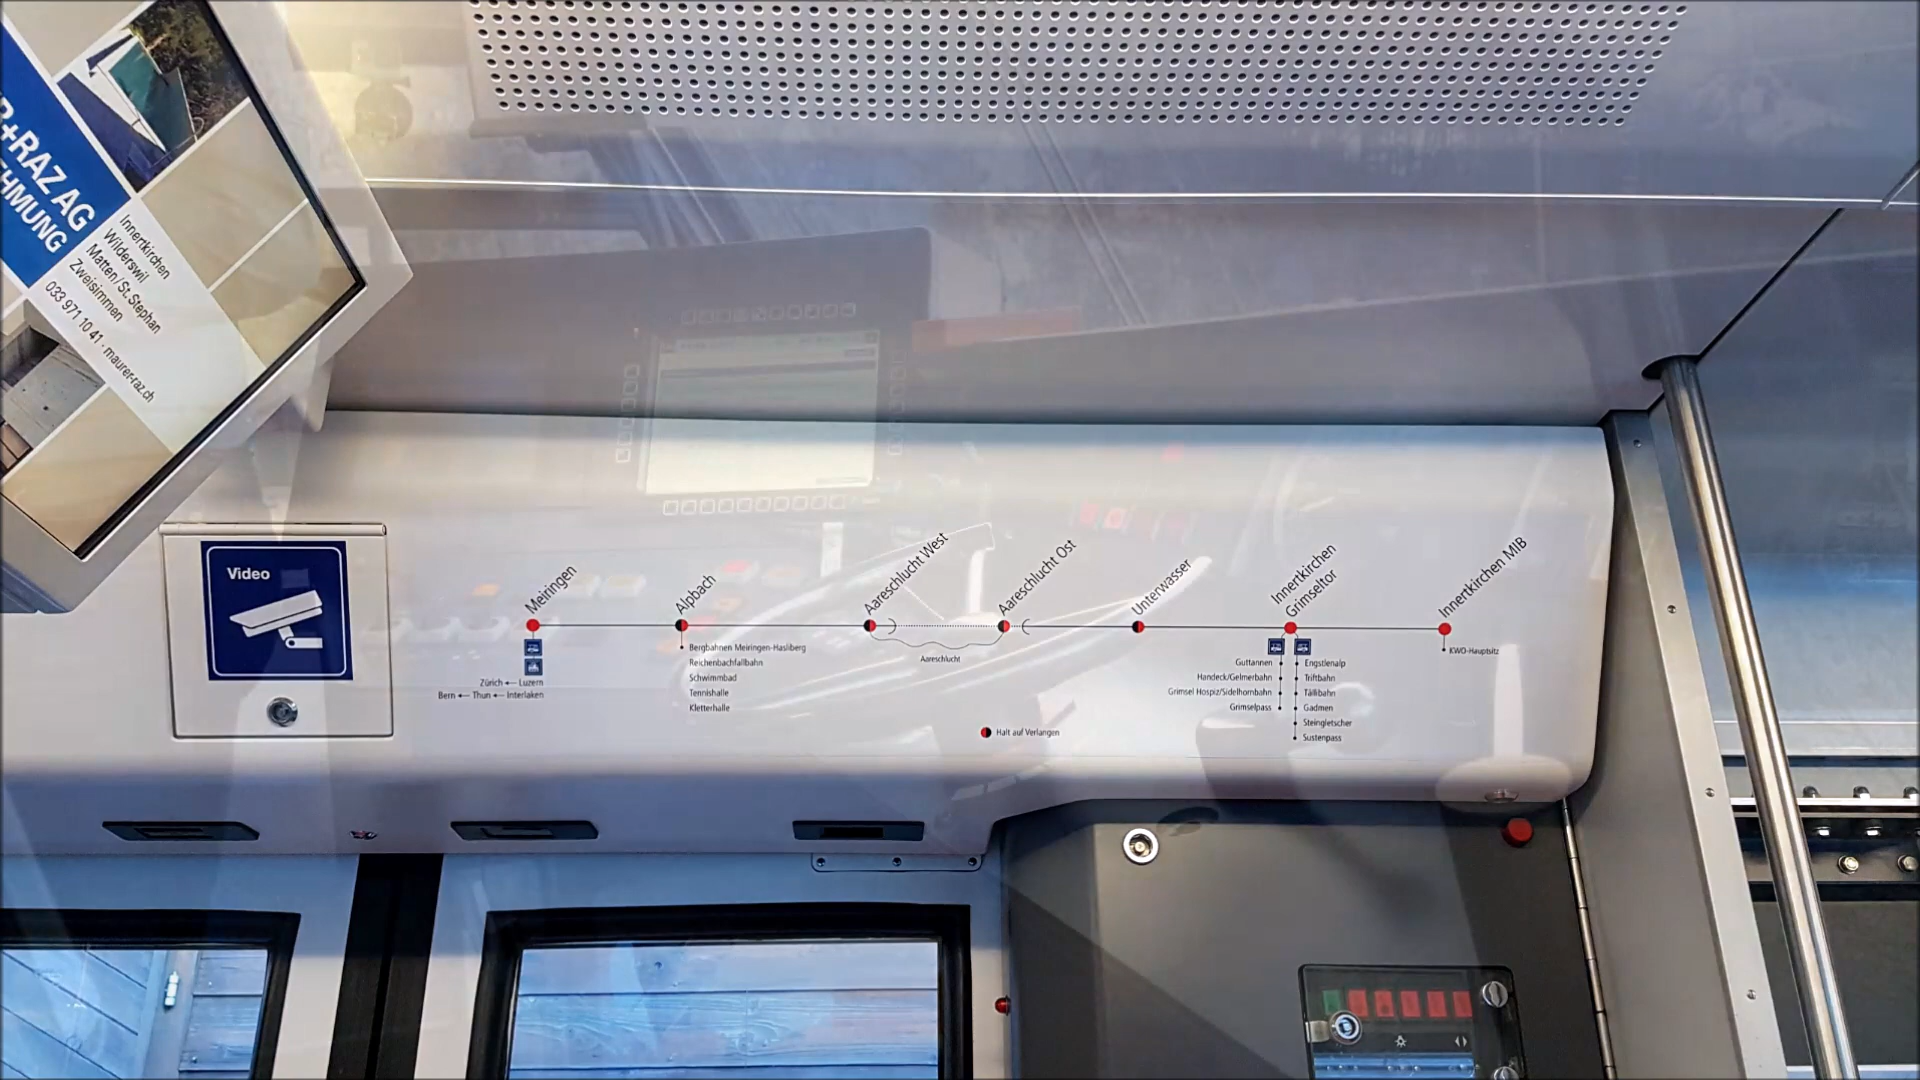 +RAZ AG
HMUNG
Innertkirchen
Wilderswil
Matten/St. Stephan
Zweisimmen
033 971 10 41 · maurer-raz.ch
Video
Meiringen
Zürich ← Luzern
Bern ← Thun ← Interlaken
Alpbach
Bergbahnen Meiringen-Hasliberg
Reichenbachfallbahn
Schwimmbad
Tennishalle
Kletterhalle
Aareschlucht West
Aareschlucht
Aareschlucht Ost
Unterwasser
Innertkirchen
Grimseltor
Guttannen
Handeck/Gelmerbahn
Grimsel Hospiz/Sidelhornbahn
Grimselpass
Engstlenalp
Triftbahn
Tällibahn
Gadmen
Steingletscher
Sustenpass
Innertkirchen MIB
KWO-Hauptsitz
Halt auf Verlangen